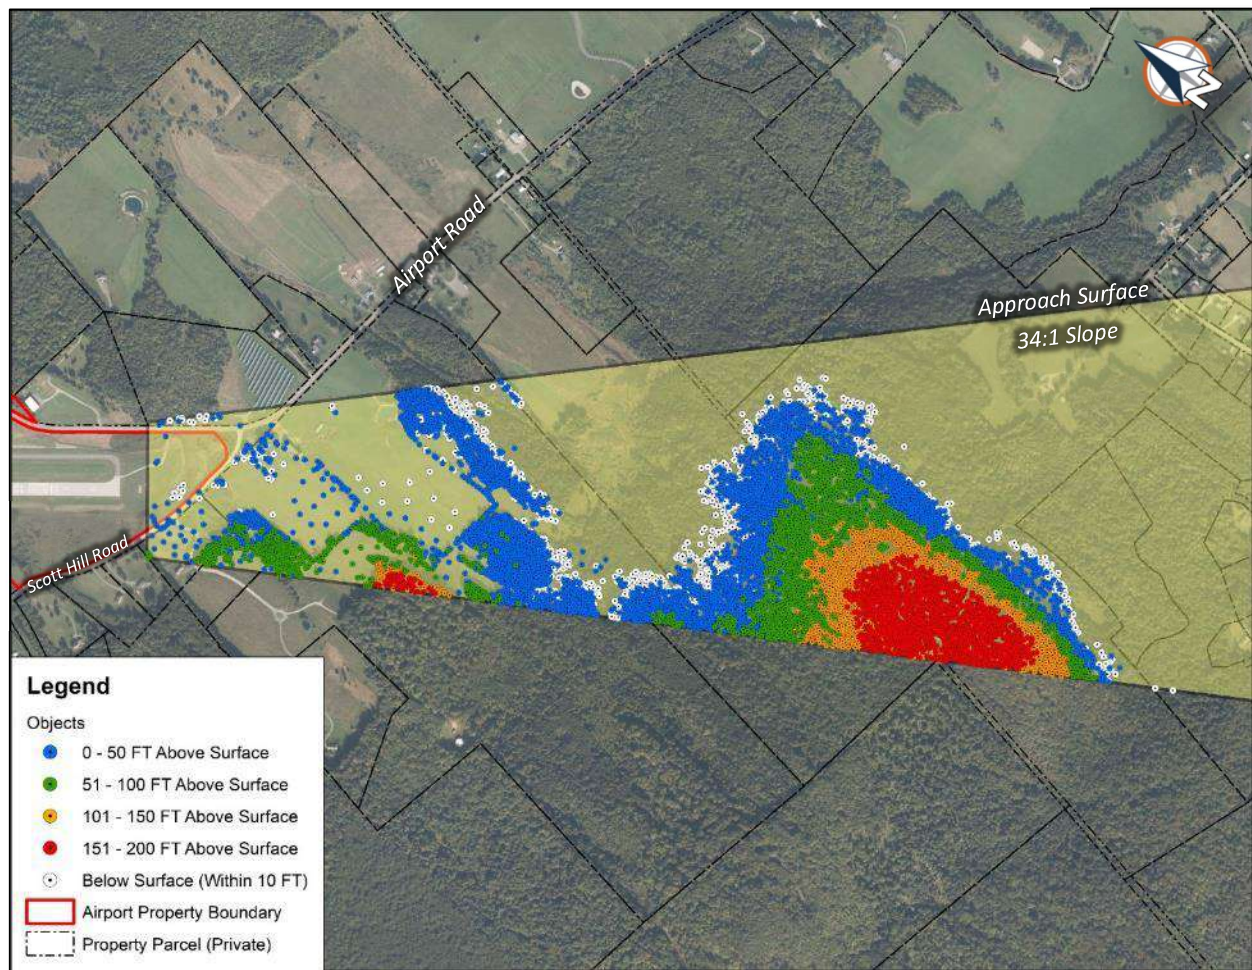 Airport Road
Approach Surface
34:1 Slope
Scott Hill Road
N
Legend
Objects
0 - 50 FT Above Surface
51 - 100 FT Above Surface
101 - 150 FT Above Surface
151 - 200 FT Above Surface
Below Surface (Within 10 FT)
Airport Property Boundary
Property Parcel (Private)